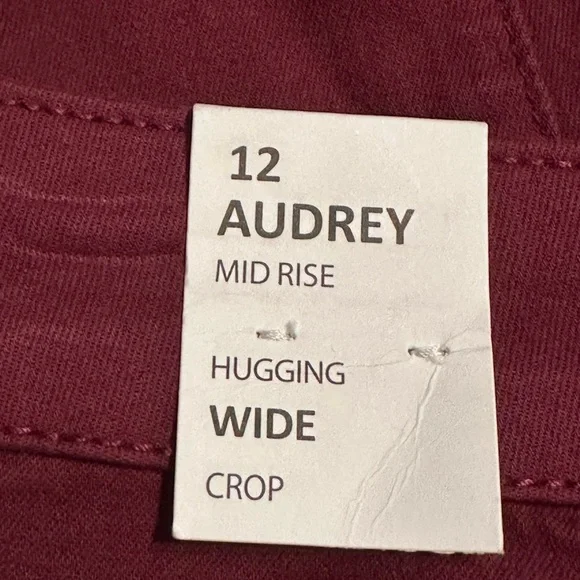 12
AUDREY
MID RISE
HUGGING
WIDE
CROP